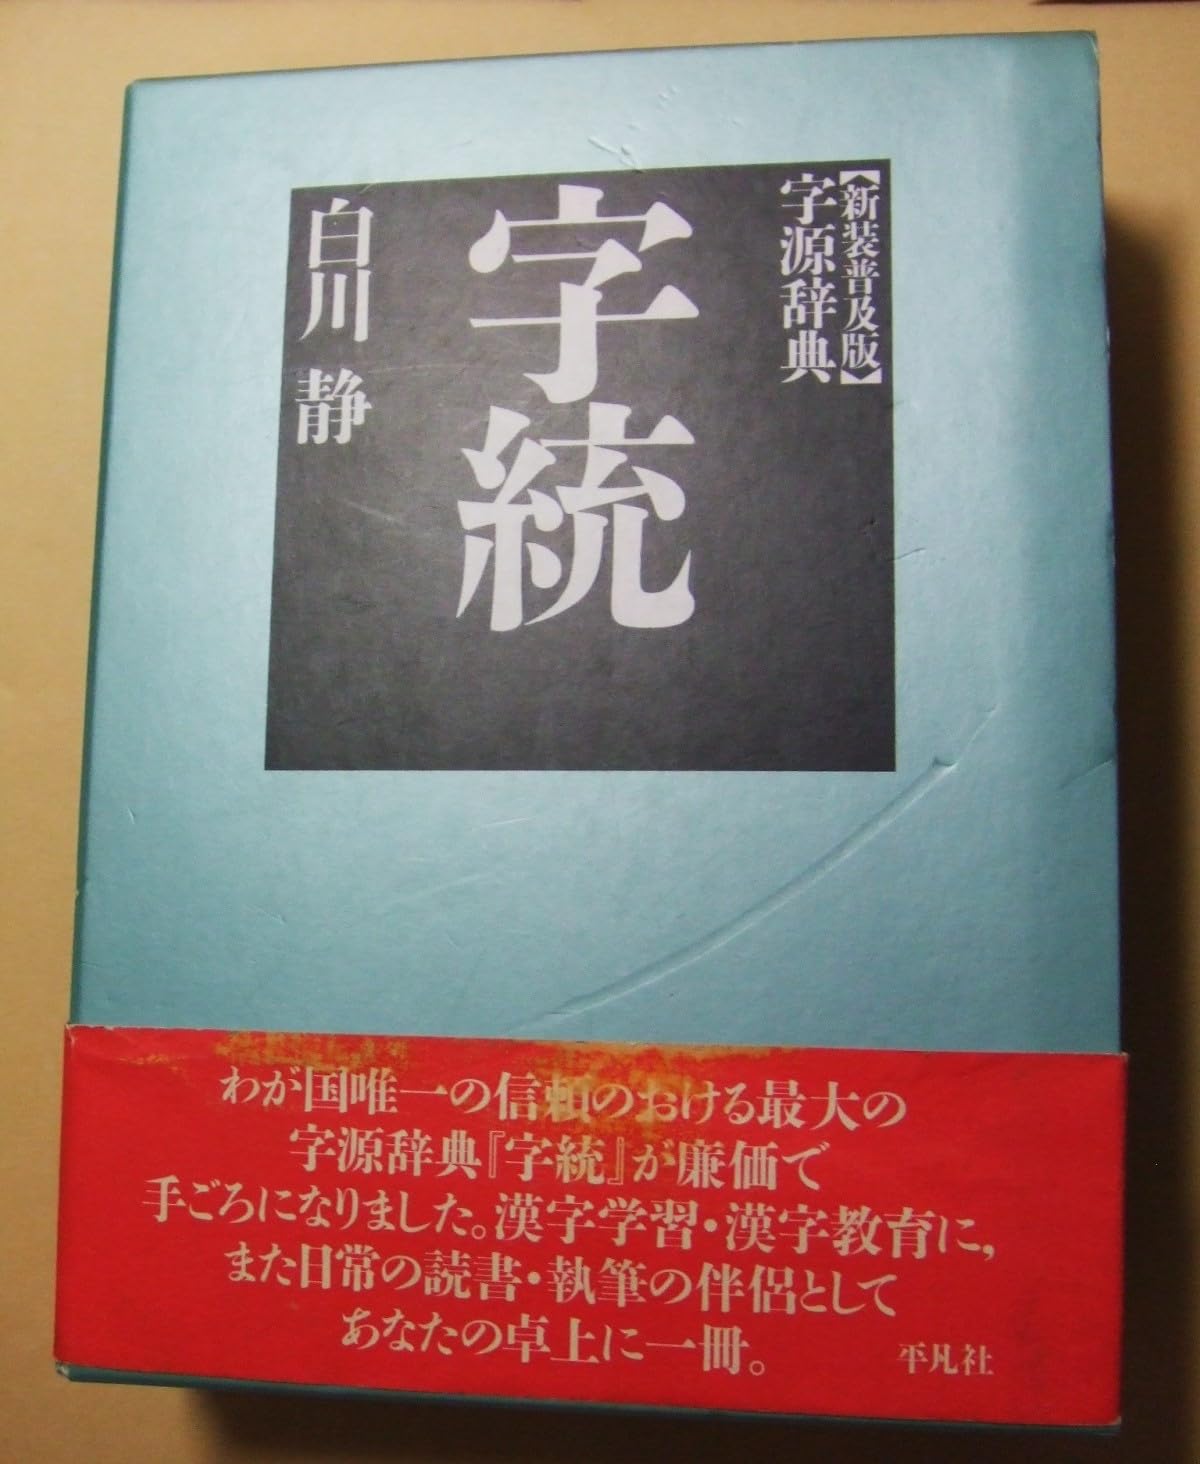 【新装普及版】
字源辞典
字統
白川 静
わが国唯一の信頼のおける最大の
字源辞典『字統』が廉価で
手ごろになりました。漢字学習・漢字教育に,
また日常の読書・執筆の伴侶として
あなたの卓上に一冊。
平凡社